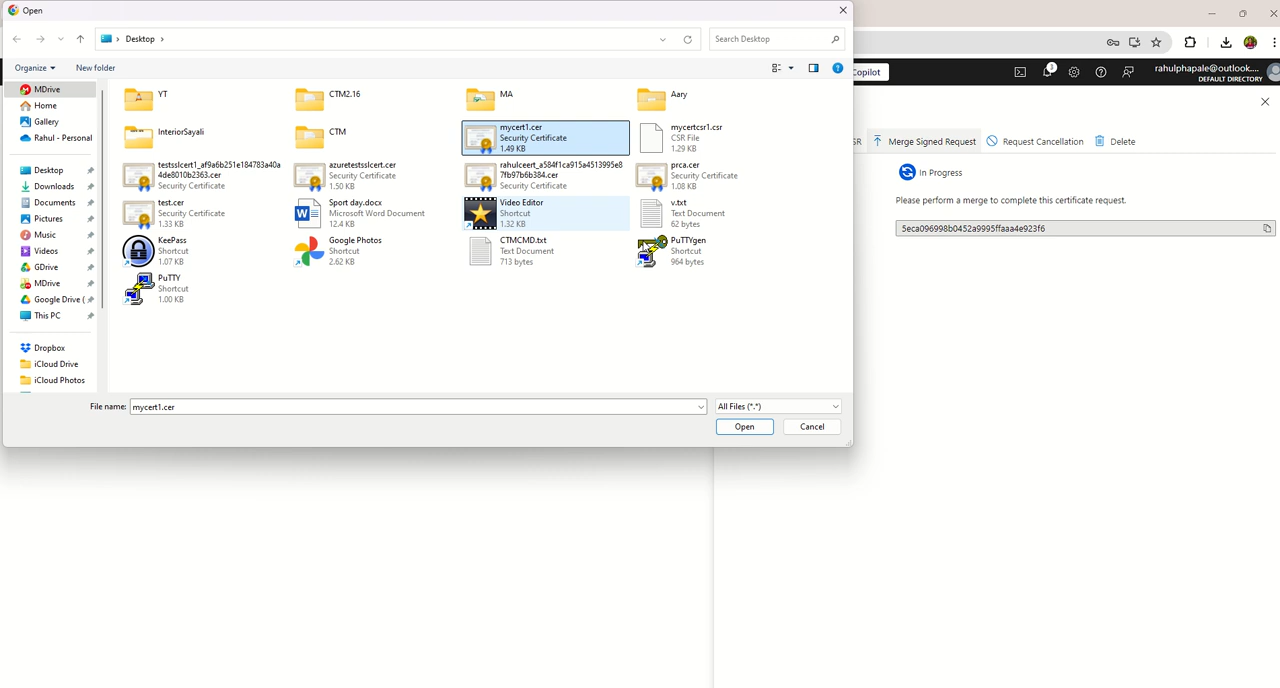 Open
Desktop
Search Desktop
Organize
New folder
MDrive
Home
Gallery
Rahul - Personal
Desktop
Downloads
Documents
Pictures
Music
Videos
GDrive
MDrive
Google Drive (
This PC
Dropbox
iCloud Drive
iCloud Photos
YT
CTM2.16
MA
Aary
InteriorSayali
CTM
mycert1.cer
Security Certificate
1.49 KB
mycertcsr1.csr
CSR File
1.29 KB
testsslcert1_af9a6b251e184783a40a
4de8010b2363.cer
Security Certificate
azuretestsslcert.cer
Security Certificate
1.50 KB
rahulceert_a584f1ca915a4513995e8
7fb97b6b384.cer
Security Certificate
prca.cer
Security Certificate
1.08 KB
test.cer
Security Certificate
1.33 KB
Sport day.docx
Microsoft Word Document
12.4 KB
Video Editor
Shortcut
1.32 KB
v.txt
Text Document
62 bytes
KeePass
Shortcut
1.07 KB
Google Photos
Shortcut
2.62 KB
CTMCMD.txt
Text Document
713 bytes
PuTTYgen
Shortcut
964 bytes
PuTTY
Shortcut
1.00 KB
File name: mycert1.cer
All Files (*.*)
Open
Cancel
Copilot
3
rahulphapale@outlook....
DEFAULT DIRECTORY
SR
Merge Signed Request
Request Cancellation
Delete
In Progress
Please perform a merge to complete this certificate request.
5eca096998b0452a9995ffaaa4e923f6